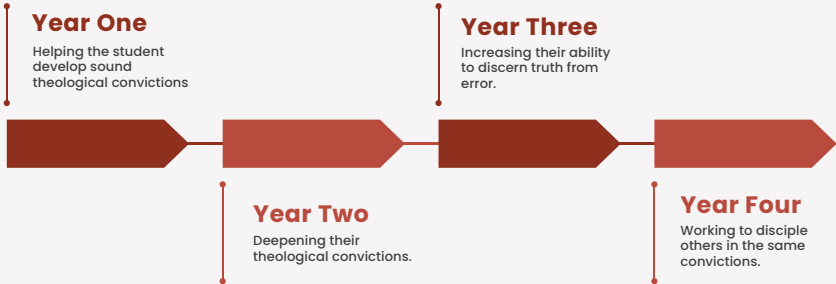 Year One
Helping the student
develop sound
theological convictions
Year Two
Deepening their
theological convictions.
Year Three
Increasing their ability
to discern truth from
error.
Year Four
Working to disciple
others in the same
convictions.